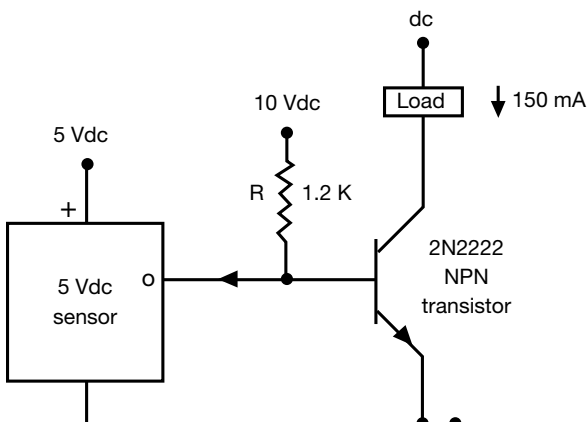 dc
Load
150 mA
10 Vdc
5 Vdc
R 1.2 K
+
2N2222
NPN
transistor
5 Vdc
sensor
o